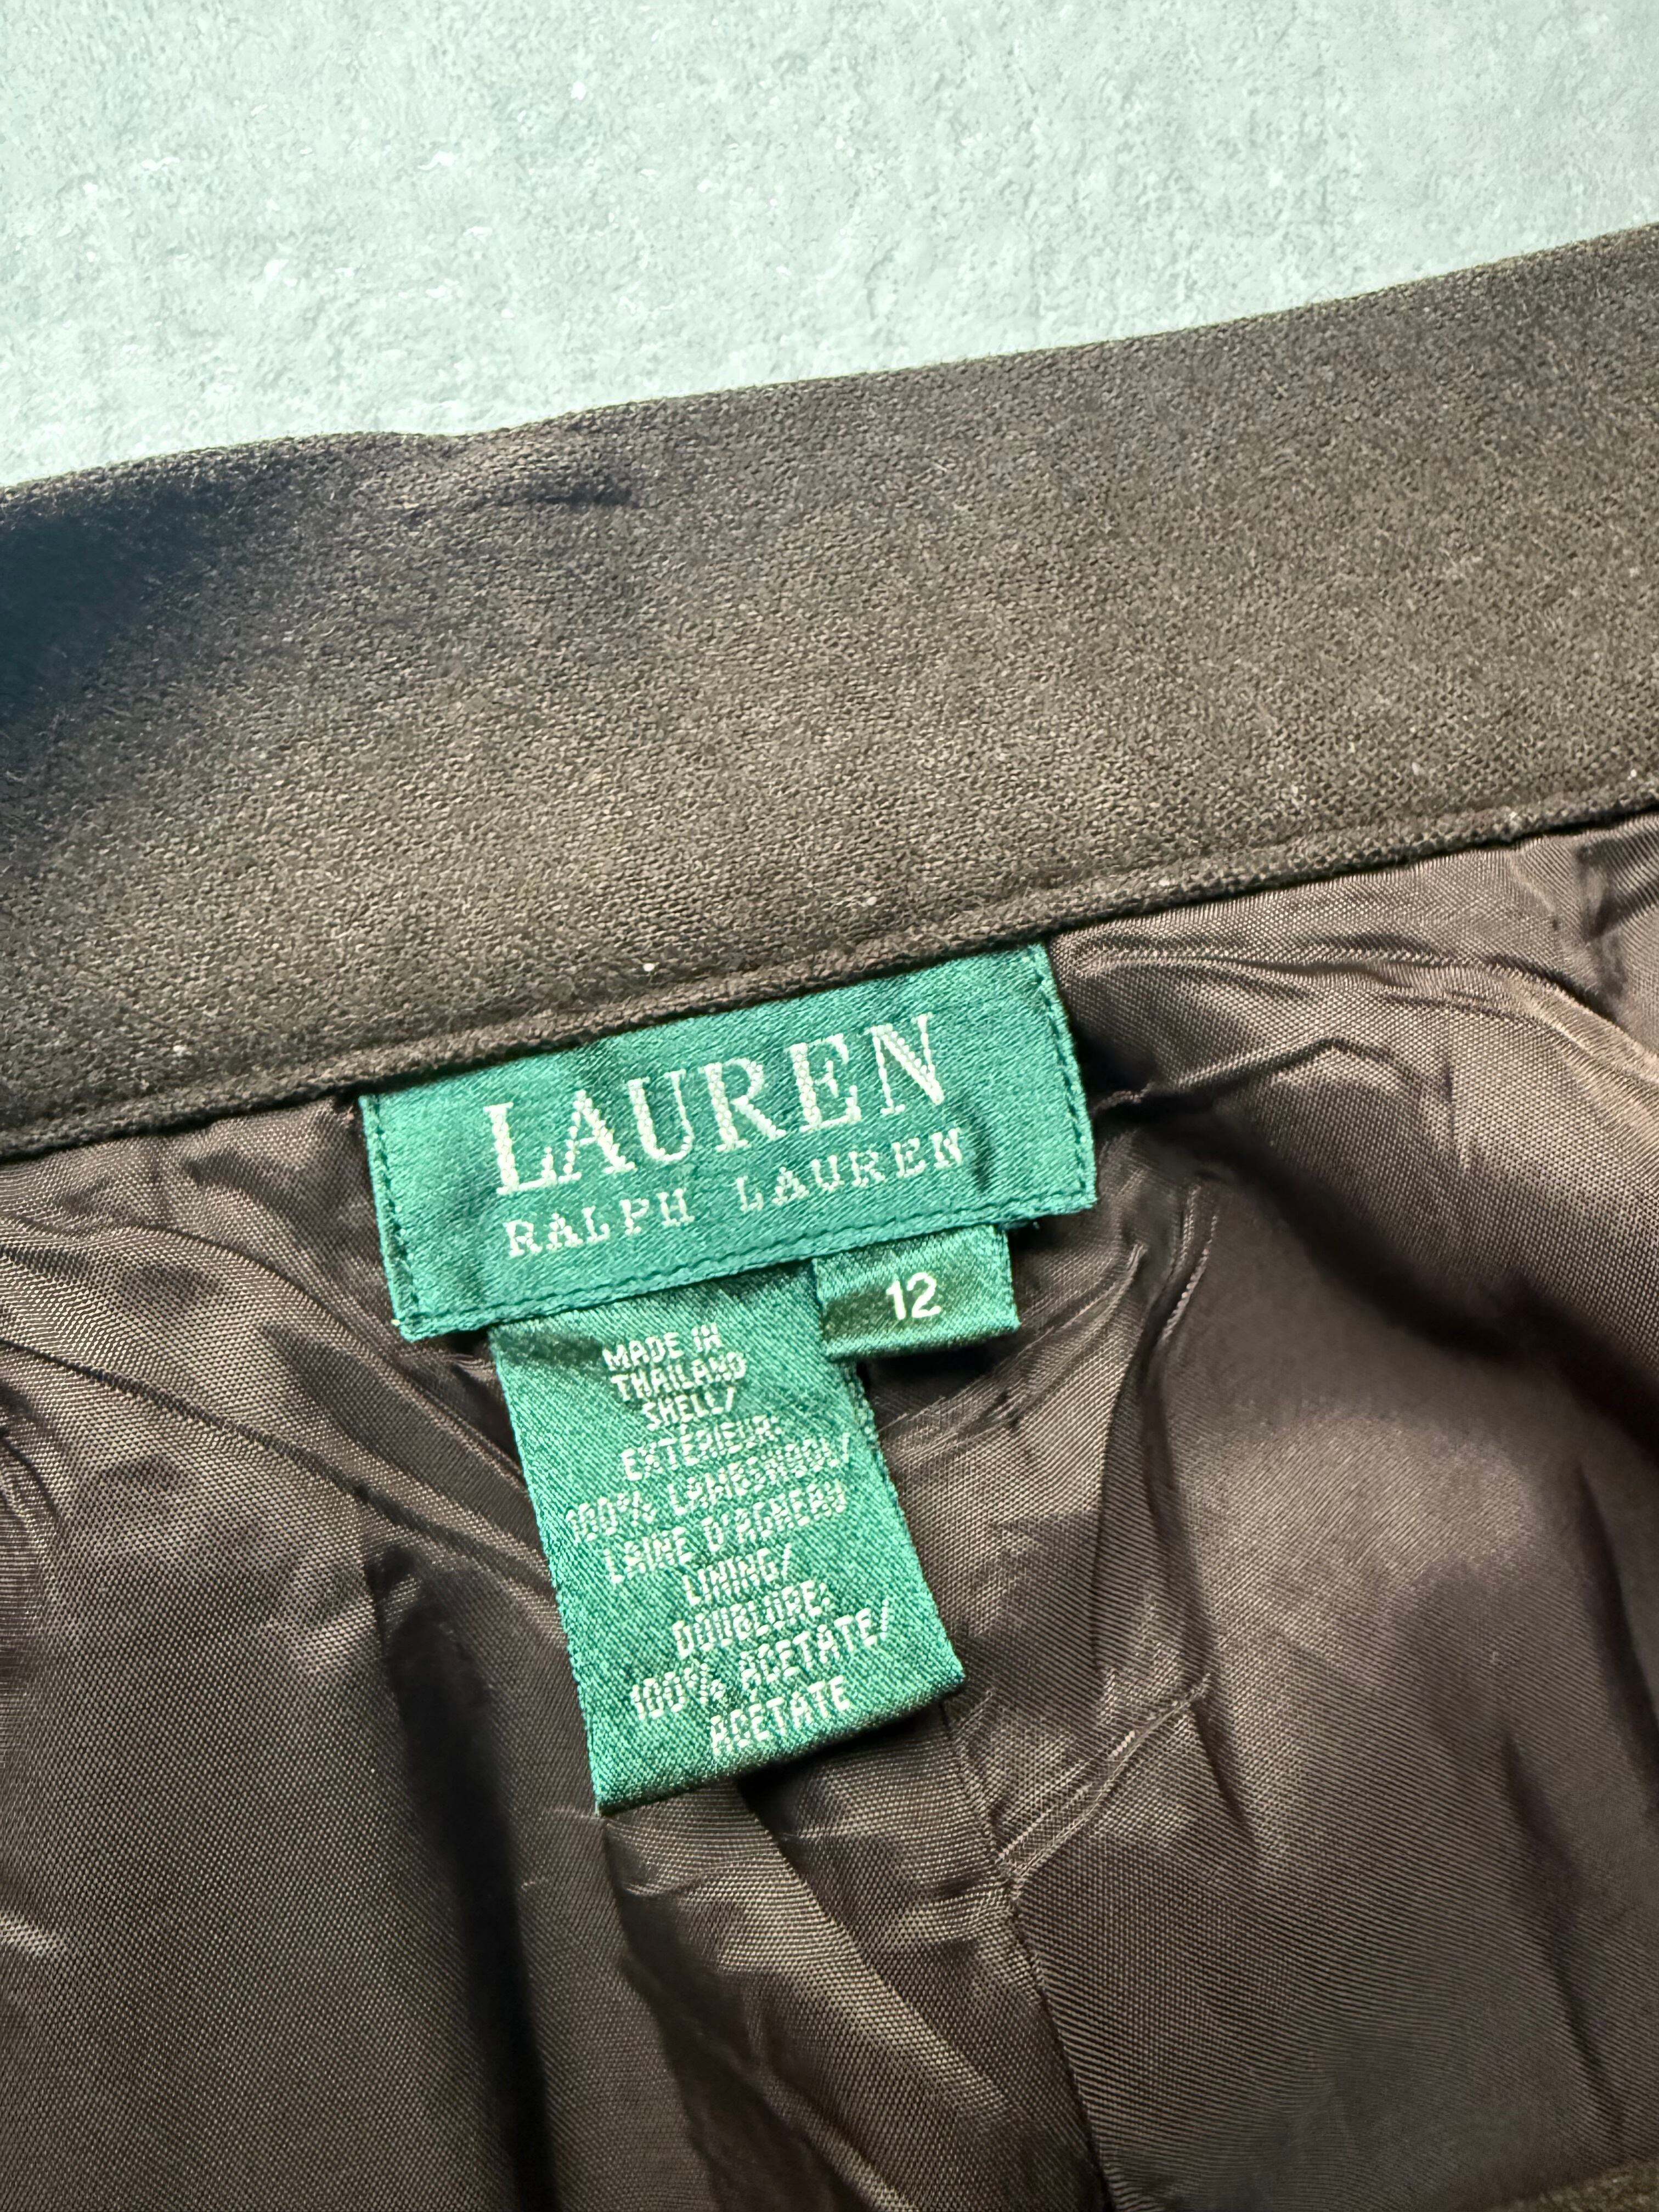 LAUREN
RALPH LAUREN
12
MADE IN
THAILAND
SHELL/
EXTERIEUR:
100% LAMBSWOOL/
LAINE D'AGNEAU
LINING/
DOUBLURE:
100% ACETATE/
ACETATE